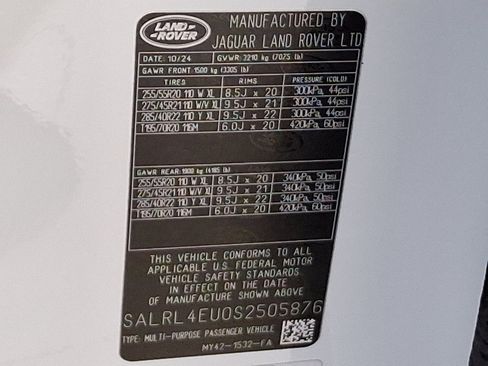 LAND ROVER
MANUFACTURED BY
JAGUAR LAND ROVER LTD
DATE: 10/24 GVWR: 3210 kg (7075 lb)
GAWR FRONT: 1500 kg (3305 lb)
TIRES RIMS PRESSURE (COLD)
255/55R20 110 W XL 8.5J x 20 300kPa, 44psi
275/45R21 110 W/V XL 9.5J x 21 300kPa, 44psi
285/40R22 110 Y XL 9.5J x 22 300kPa, 44psi
T195/70R20 116M 6.0J x 20 420kPa, 60psi
GAWR REAR: 1900 kg (4185 lb)
255/55R20 110 W XL 8.5J x 20 340kPa, 50psi
275/45R21 110 W/V XL 9.5J x 21 340kPa, 50psi
285/40R22 110 Y XL 9.5J x 22 340kPa, 50psi
T195/70R20 116M 6.0J x 20 420kPa, 60psi
THIS VEHICLE CONFORMS TO ALL
APPLICABLE U.S. FEDERAL MOTOR
VEHICLE SAFETY STANDARDS
IN EFFECT ON THE DATE
OF MANUFACTURE SHOWN ABOVE
SALRL4EU0S2505876
TYPE: MULTI-PURPOSE PASSENGER VEHICLE
MY42-1532-FA